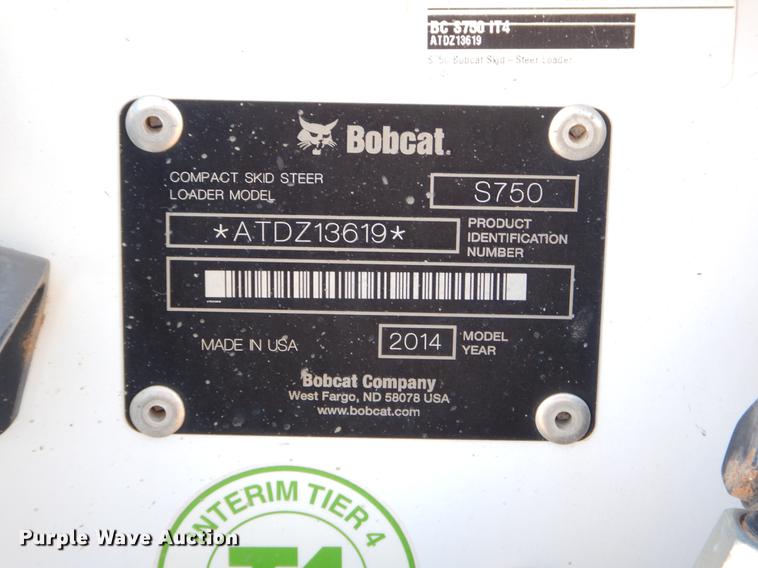 BC S750 IT4
ATDZ13619
Bobcat Skid-Steer Loader
Bobcat.
COMPACT SKID STEER
LOADER MODEL
S750
*ATDZ13619*
PRODUCT
IDENTIFICATION
NUMBER
MADE IN USA
2014
MODEL
YEAR
Bobcat Company
West Fargo, ND 58078 USA
www.bobcat.com
INTERIM TIER 4
Purple Wave Auction